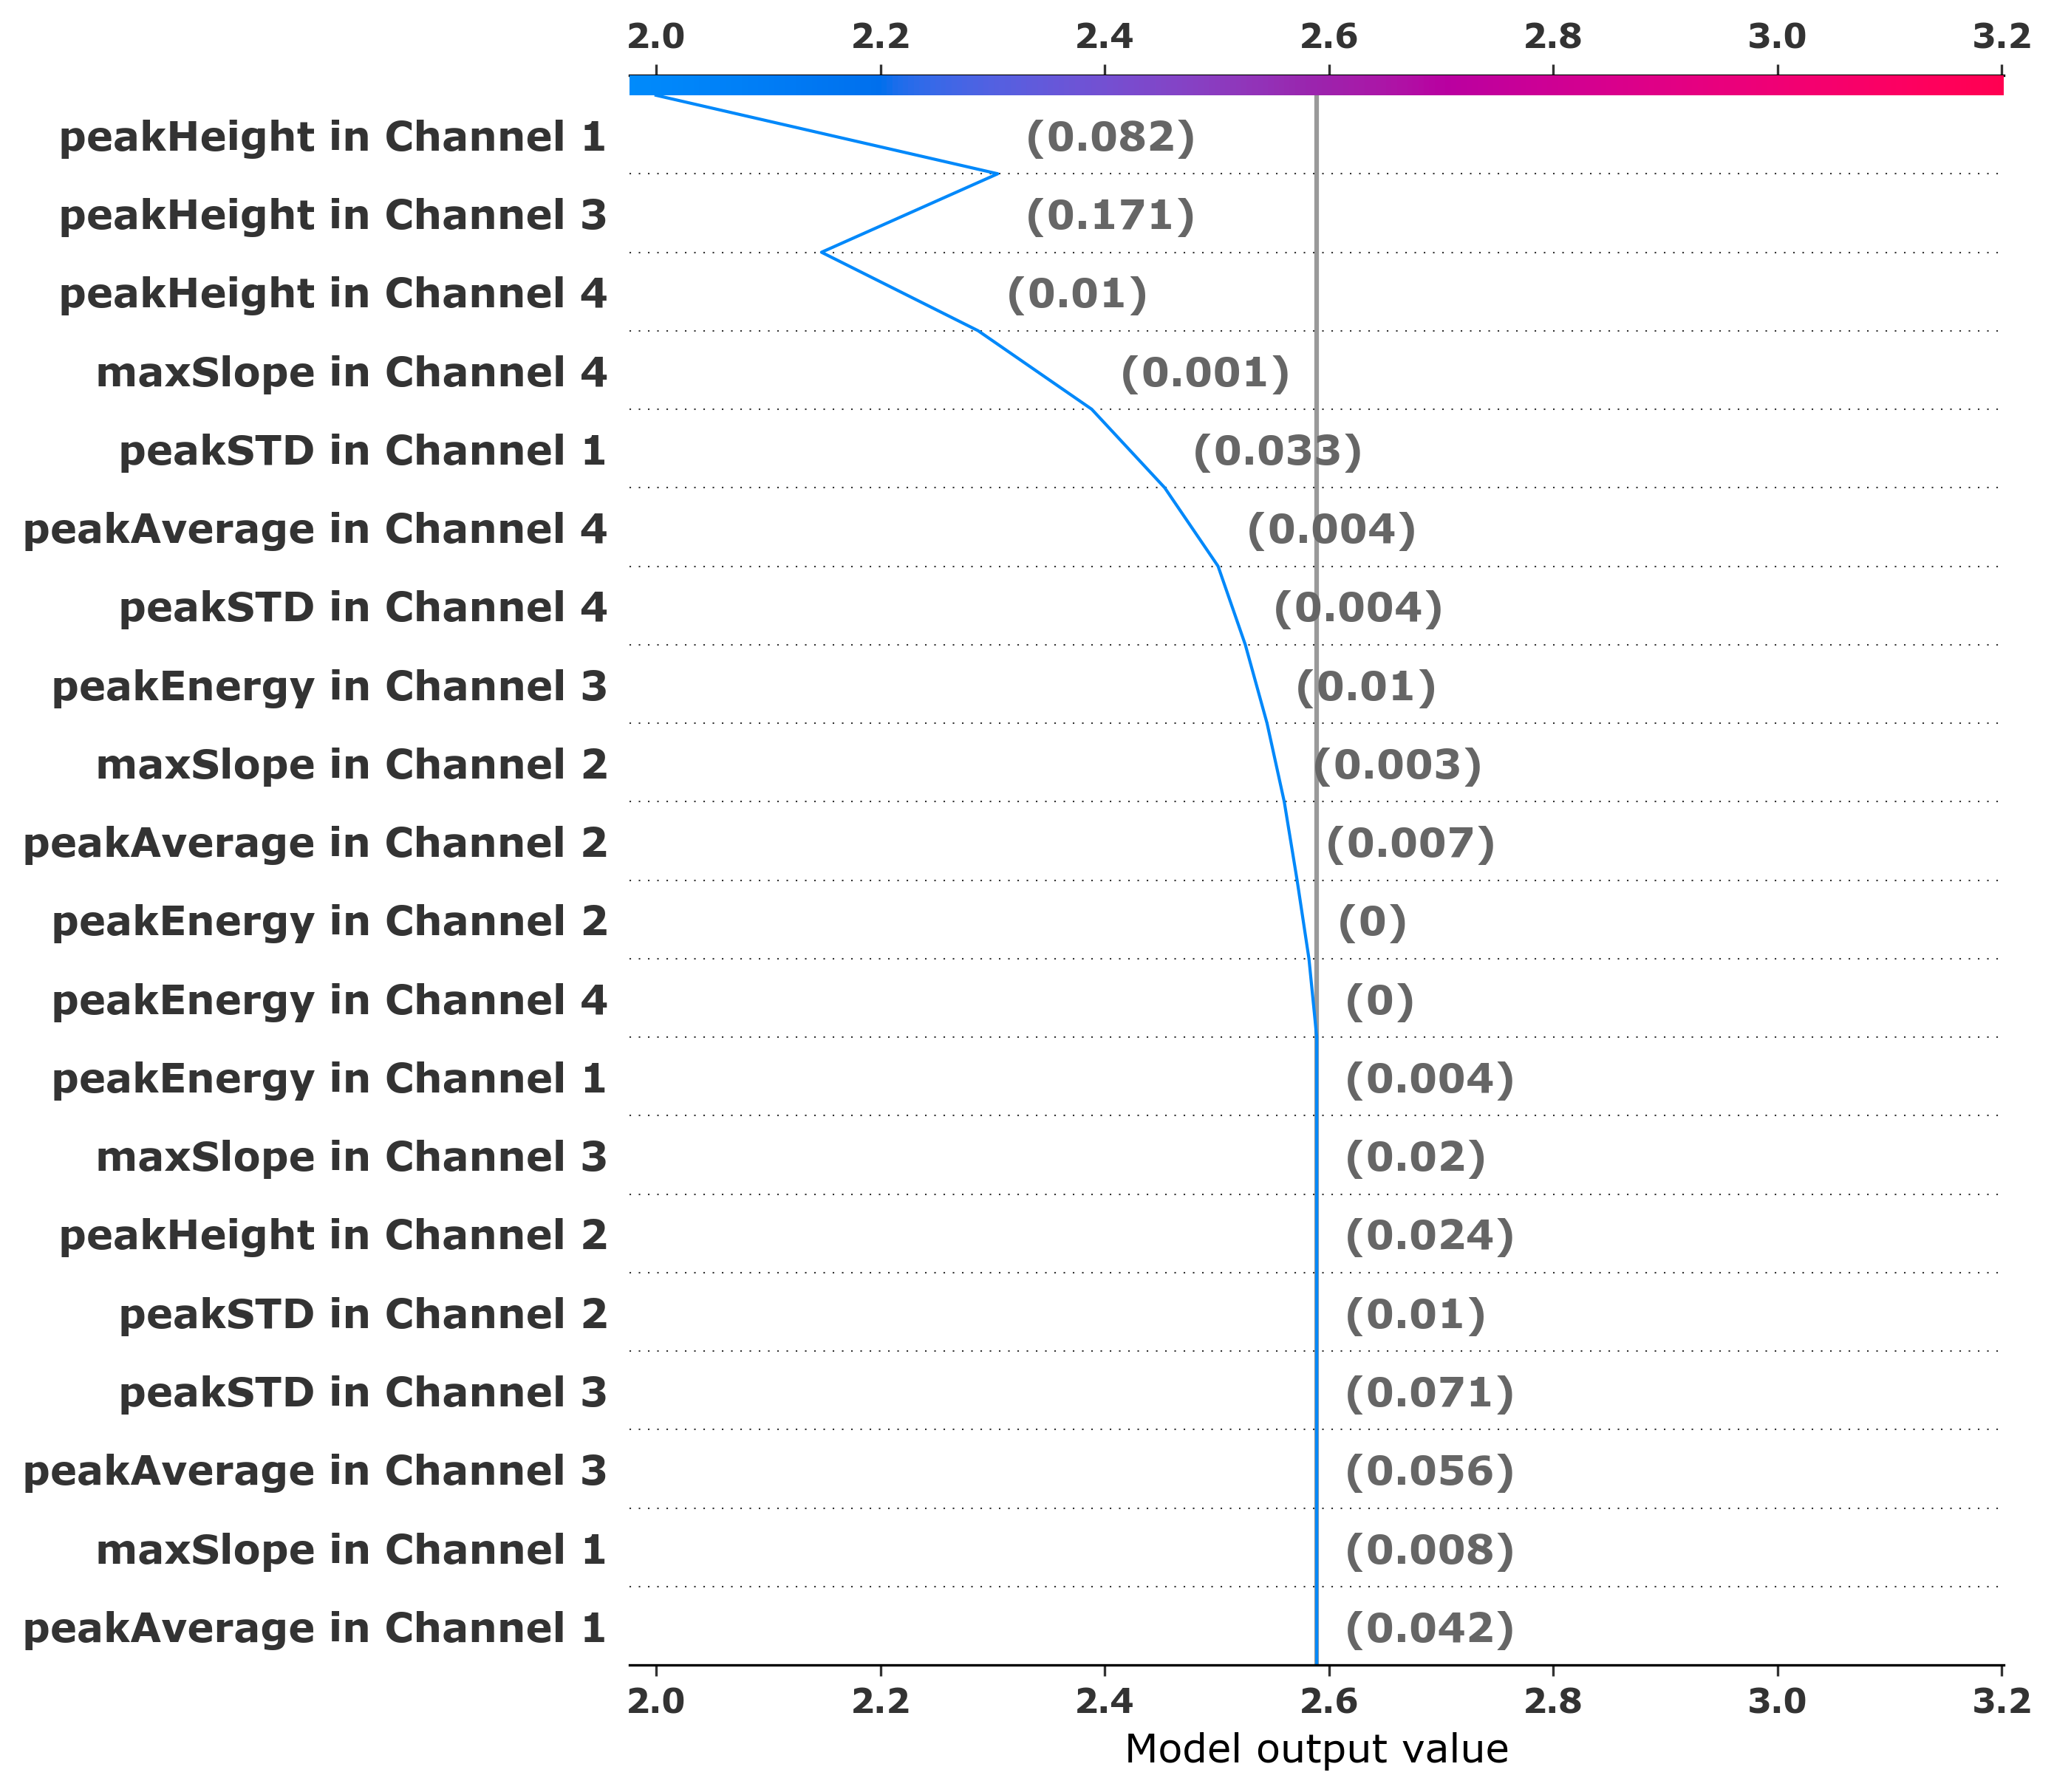 2.0 2.2 2.4 2.6 2.8 3.0 3.2
peakHeight in Channel 1 (0.082)
peakHeight in Channel 3 (0.171)
peakHeight in Channel 4 (0.01)
maxSlope in Channel 4 (0.001)
peakSTD in Channel 1 (0.033)
peakAverage in Channel 4 (0.004)
peakSTD in Channel 4 (0.004)
peakEnergy in Channel 3 (0.01)
maxSlope in Channel 2 (0.003)
peakAverage in Channel 2 (0.007)
peakEnergy in Channel 2 (0)
peakEnergy in Channel 4 (0)
peakEnergy in Channel 1 (0.004)
maxSlope in Channel 3 (0.02)
peakHeight in Channel 2 (0.024)
peakSTD in Channel 2 (0.01)
peakSTD in Channel 3 (0.071)
peakAverage in Channel 3 (0.056)
maxSlope in Channel 1 (0.008)
peakAverage in Channel 1 (0.042)
2.0 2.2 2.4 2.6 2.8 3.0 3.2
Model output value